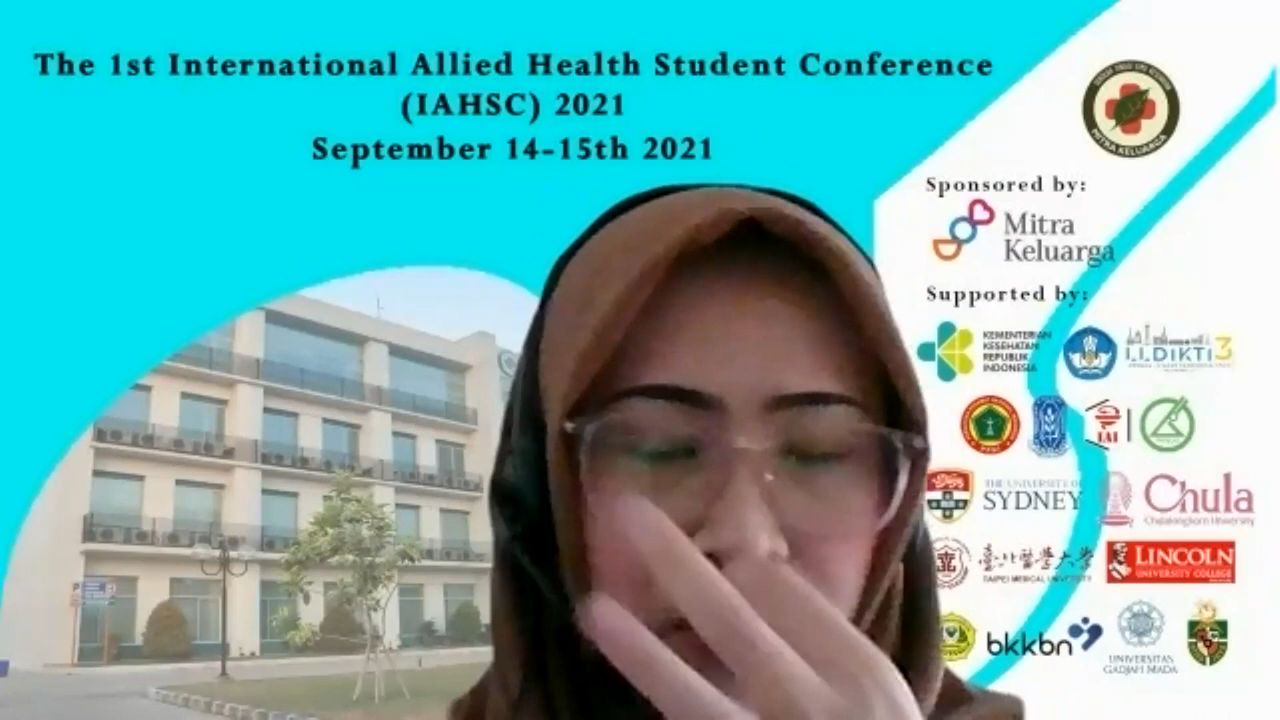 The 1st International Allied Health Student Conference
(IAHSC) 2021
September 14-15th 2021
MITRA KELUARGA
Sponsored by:
Mitra
Keluarga
Supported by:
KEMENTERIAN
KESEHATAN
REPUBLIK
INDONESIA
LLDIKTI 3
IAI
THE UNIVERSITY OF
SYDNEY
Chula
Chulalongkorn University
臺北醫學大學
TAIPEI MEDICAL UNIVERSITY
LINCOLN
UNIVERSITY COLLEGE
bkkbn
UNIVERSITAS
GADJAH MADA